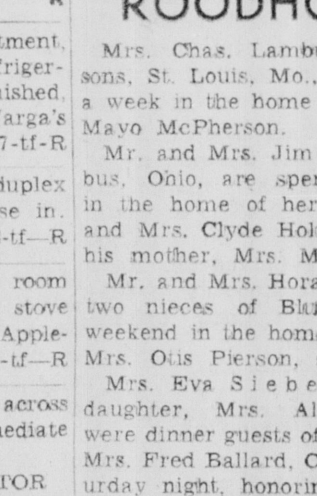 R
tment,
friger-
ished.
arga's
7-tf-R
duplex
se in.
-tf—R
room
stove
Apple-
-tf—R
across
mediate
TOR
ROODHO
Mrs. Chas. Lamb
sons, St. Louis, Mo.,
a week in the home
Mayo McPherson.
Mr. and Mrs. Jim
bus, Ohio, are spe
in the home of her
and Mrs. Clyde Hol
his mother, Mrs. M
Mr. and Mrs. Hora
two nieces of Blu
weekend in the hom
Mrs. Otis Pierson,
Mrs. Eva Siebe
daughter, Mrs. Al
were dinner guests of
Mrs. Fred Ballard, C
urday night, honorin